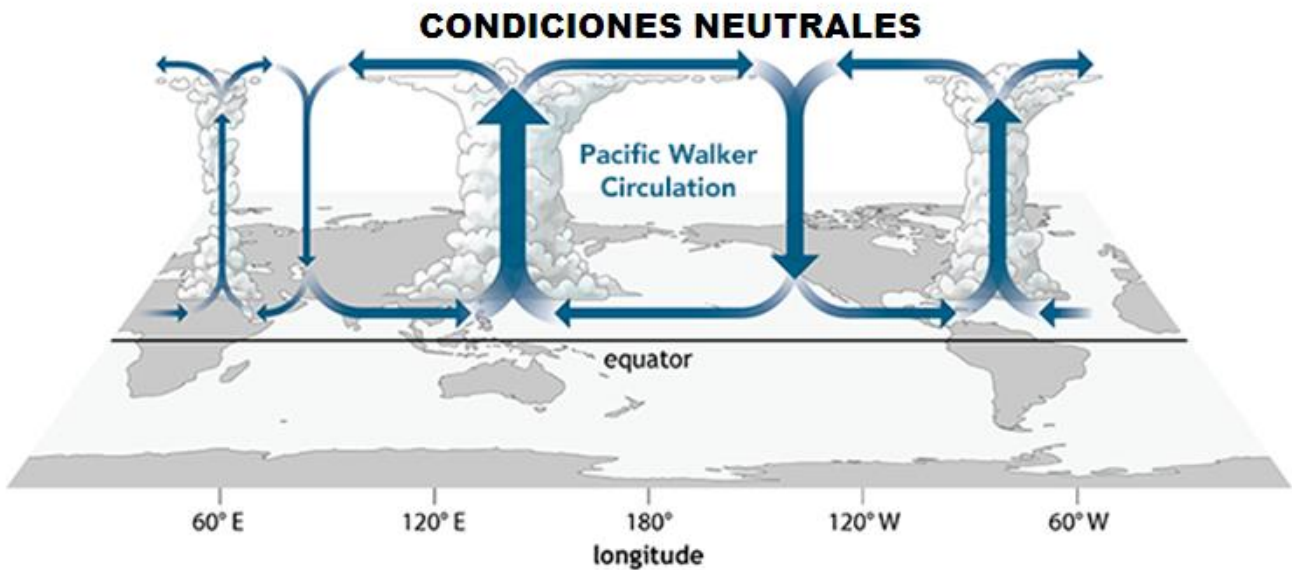 CONDICIONES NEUTRALES
Pacific Walker
Circulation
equator
60° E 120° E 180° 120° W 60° W
longitude